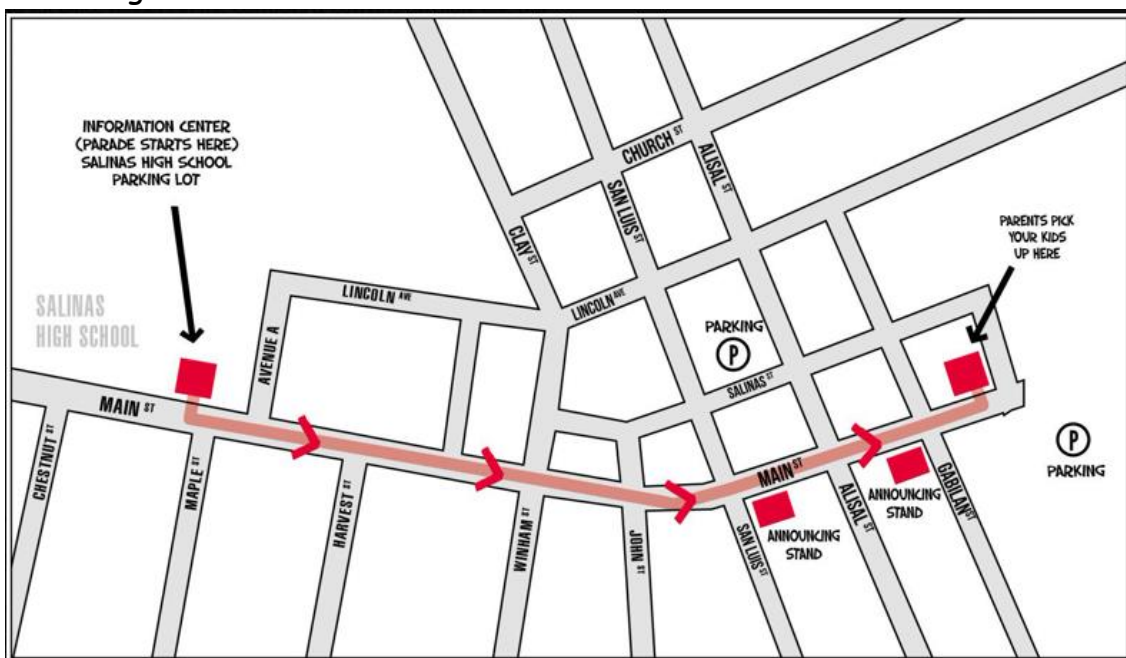 INFORMATION CENTER
(PARADE STARTS HERE)
SALINAS HIGH SCHOOL
PARKING LOT
CHURCH ST
ALISAL ST
SAN LUIS ST
CLAY ST
PARENTS PICK
YOUR KIDS
UP HERE
LINCOLN AVE
LINCOLN AVE
SALINAS
HIGH SCHOOL
AVENUE A
PARKING
P
SALINAS ST
MAIN ST
CHESTNUT ST
MAPLE ST
HARVEST ST
WINHAM ST
JOHN ST
MAIN ST
SAN LUIS ST
ALISAL ST
GABILAN ST
ANNOUNCING
STAND
ANNOUNCING
STAND
P
PARKING